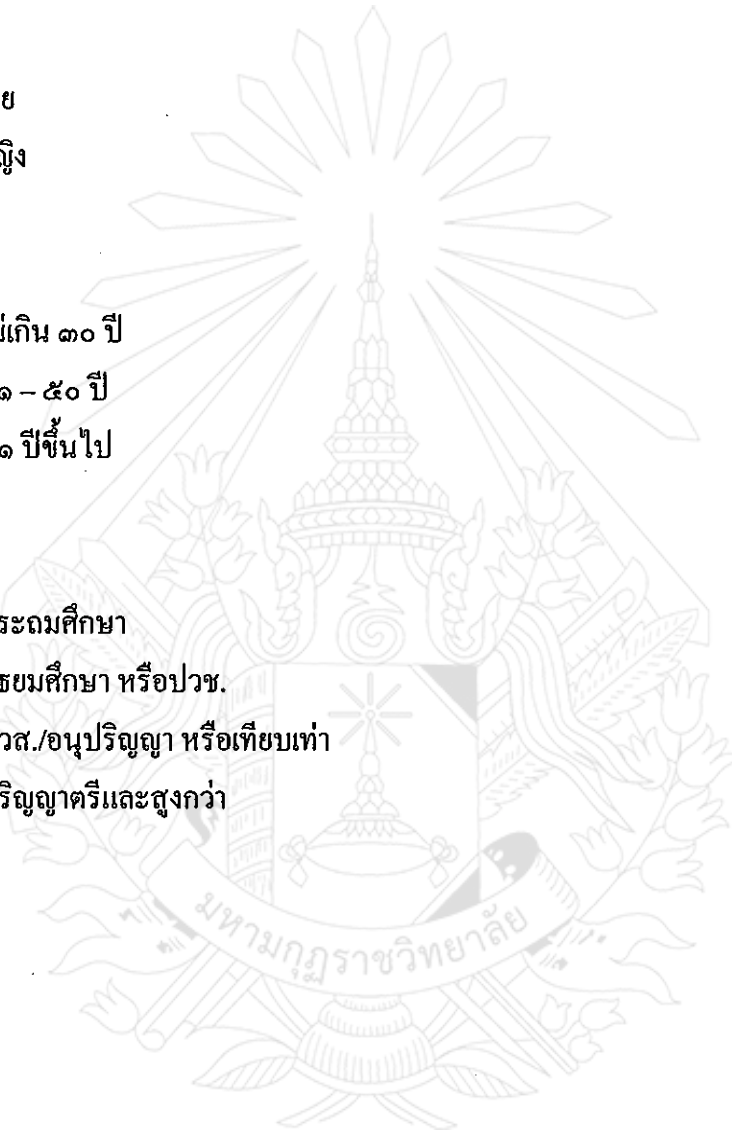 ย
ญิง
ม่เกิน ๓๐ ปี
๑ – ๕๐ ปี
๑ ปีขึ้นไป
ระถมศึกษา
ธยมศึกษา หรือปวช.
วส./อนุปริญญา หรือเทียบเท่า
ริญญาตรีและสูงกว่า
มหามกุฏราชวิทยาลัย